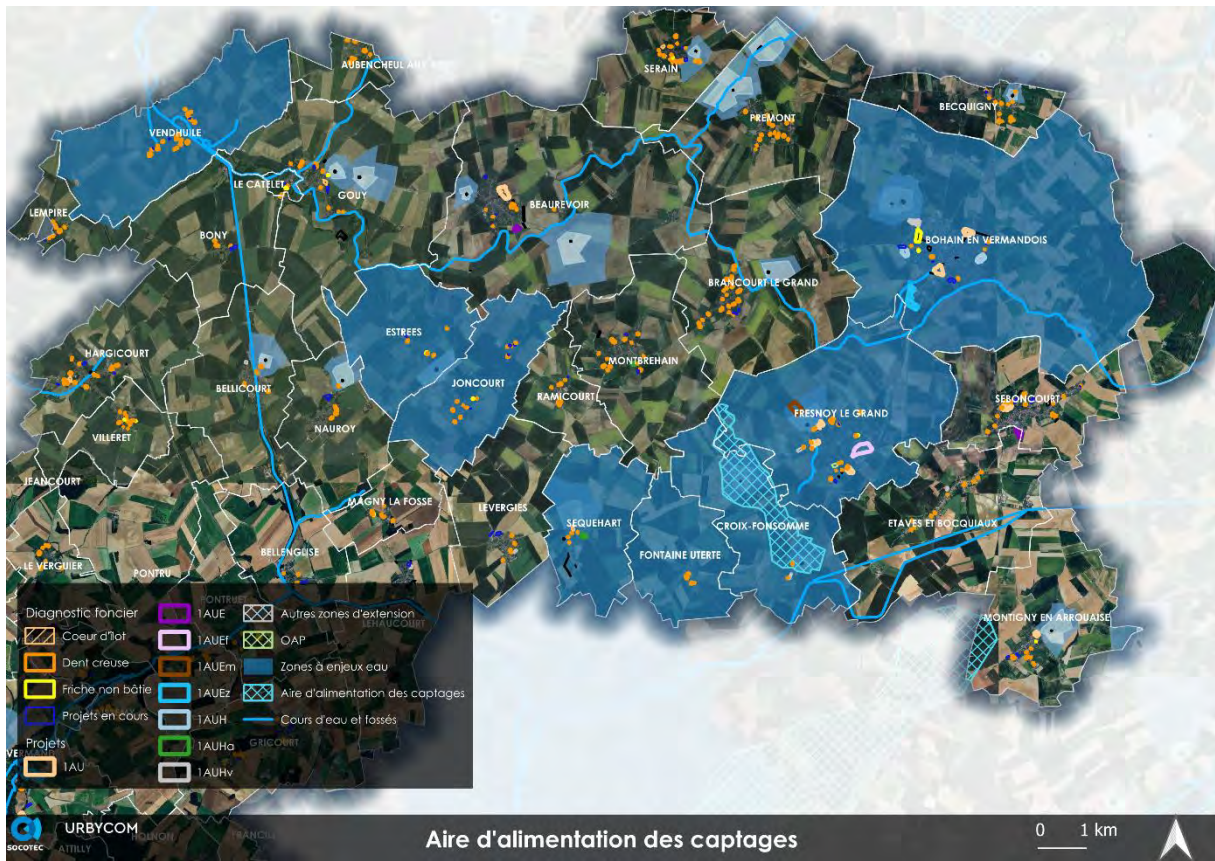 SERAIN
AUBENCHEUL AUX BOIS
BECQUIGNY
PREMONT
VENDHUILE
LE CATELET
GOUY
BEAUREVOIR
LEMPIRE
BONY
BOHAIN EN VERMANDOIS
BRANCOURT LE GRAND
ESTREES
HARGICOURT
MONTBREHAIN
BELLICOURT
JONCOURT
RAMICOURT
SEBONCOURT
FRESNOY LE GRAND
VILLERET
NAUROY
JEANCOURT
MAGNY LA FOSSE
LEVERGIES
SEQUEHART
CROIX-FONSOMME
ETAVES ET BOCQUIAUX
LE VERGUIER
PONTRU
BELLENGLISE
FONTAINE UTERTE
PONTRUET
LEHAUCOURT
MONTIGNY EN ARROUAISE
Diagnostic foncier
Coeur d'îlot
Dent creuse
Friche non bâtie
Projets en cours
Projets
1AU
1AUE
1AUEf
1AUEm
1AUEz
1AUH
1AUHa
1AUHv
Autres zones d'extension
OAP
Zones à enjeux eau
Aire d'alimentation des captages
Cours d'eau et fossés
GRICOURT
VERMAND
HOLNON
ATTILLY
SOCOTEC
URBYCOM
Aire d'alimentation des captages
0 1 km